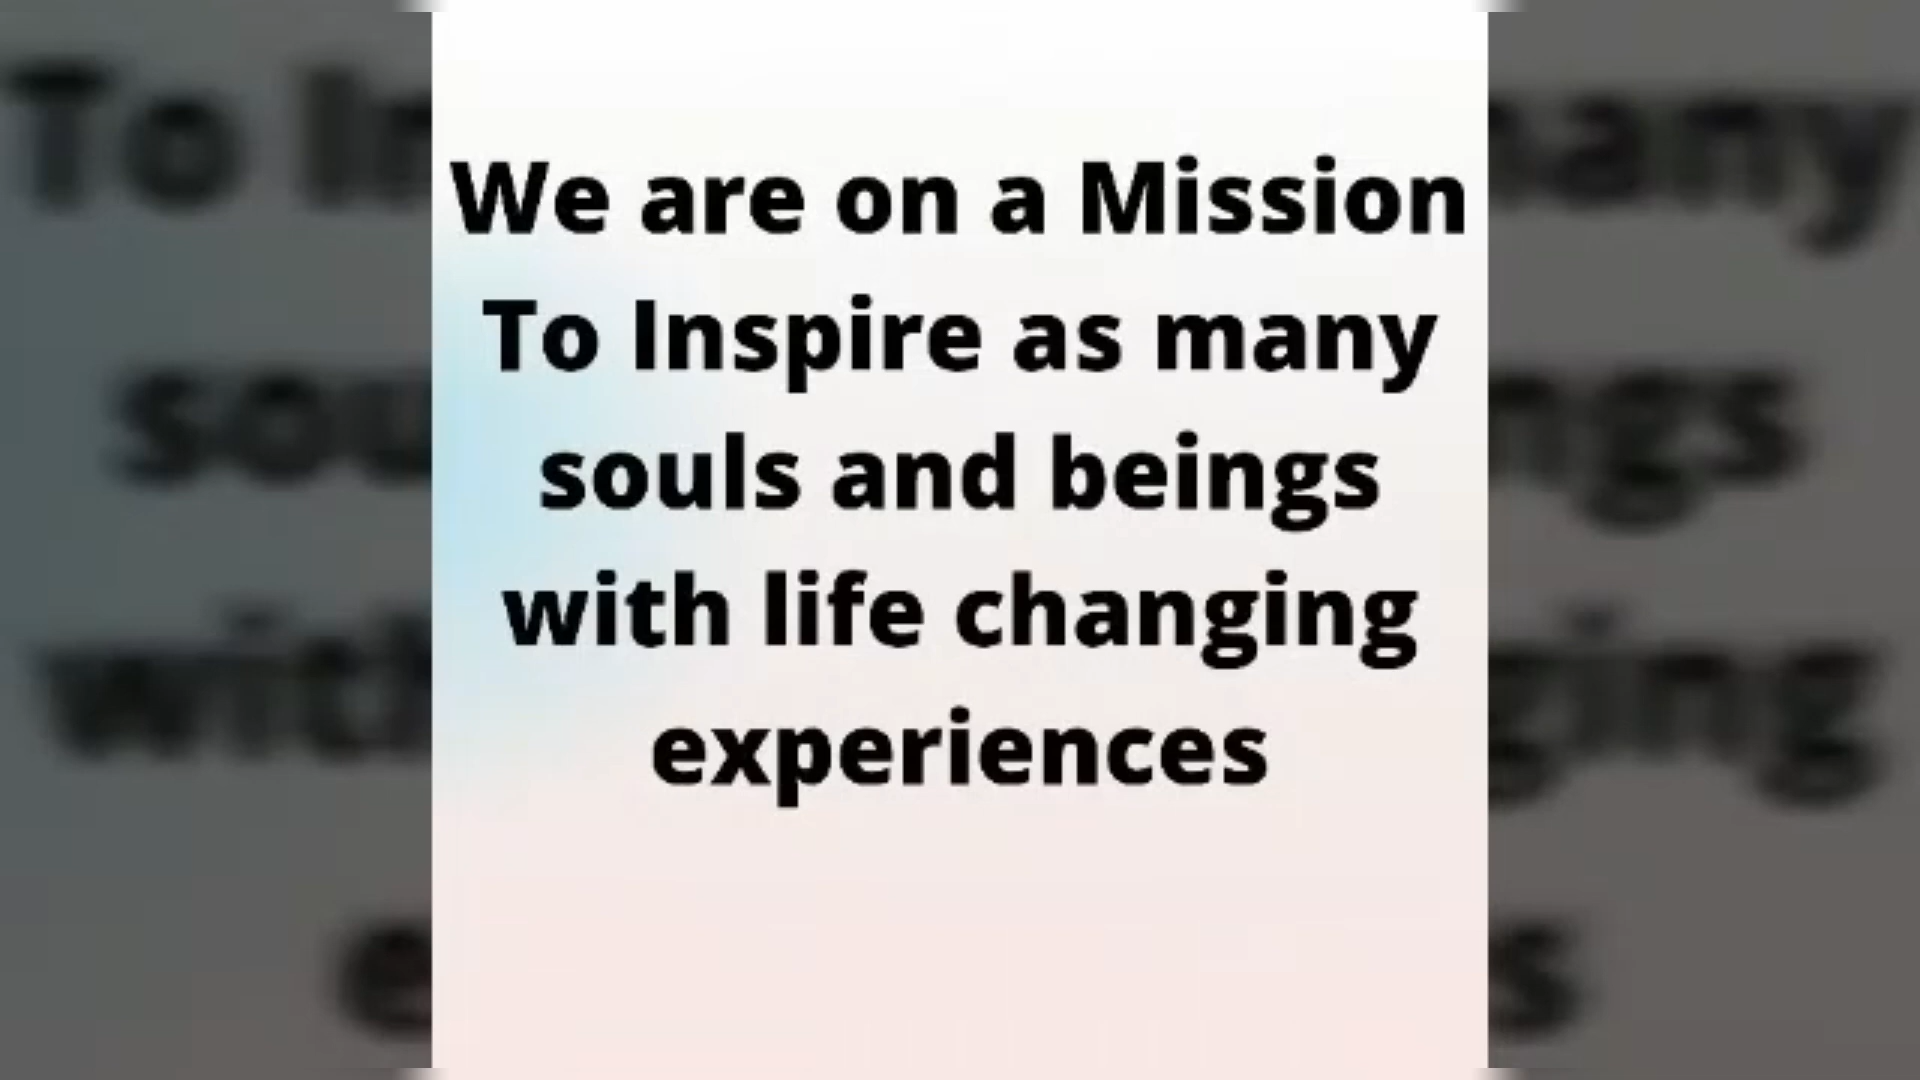 We are on a Mission
To Inspire as many
souls and beings
with life changing
experiences